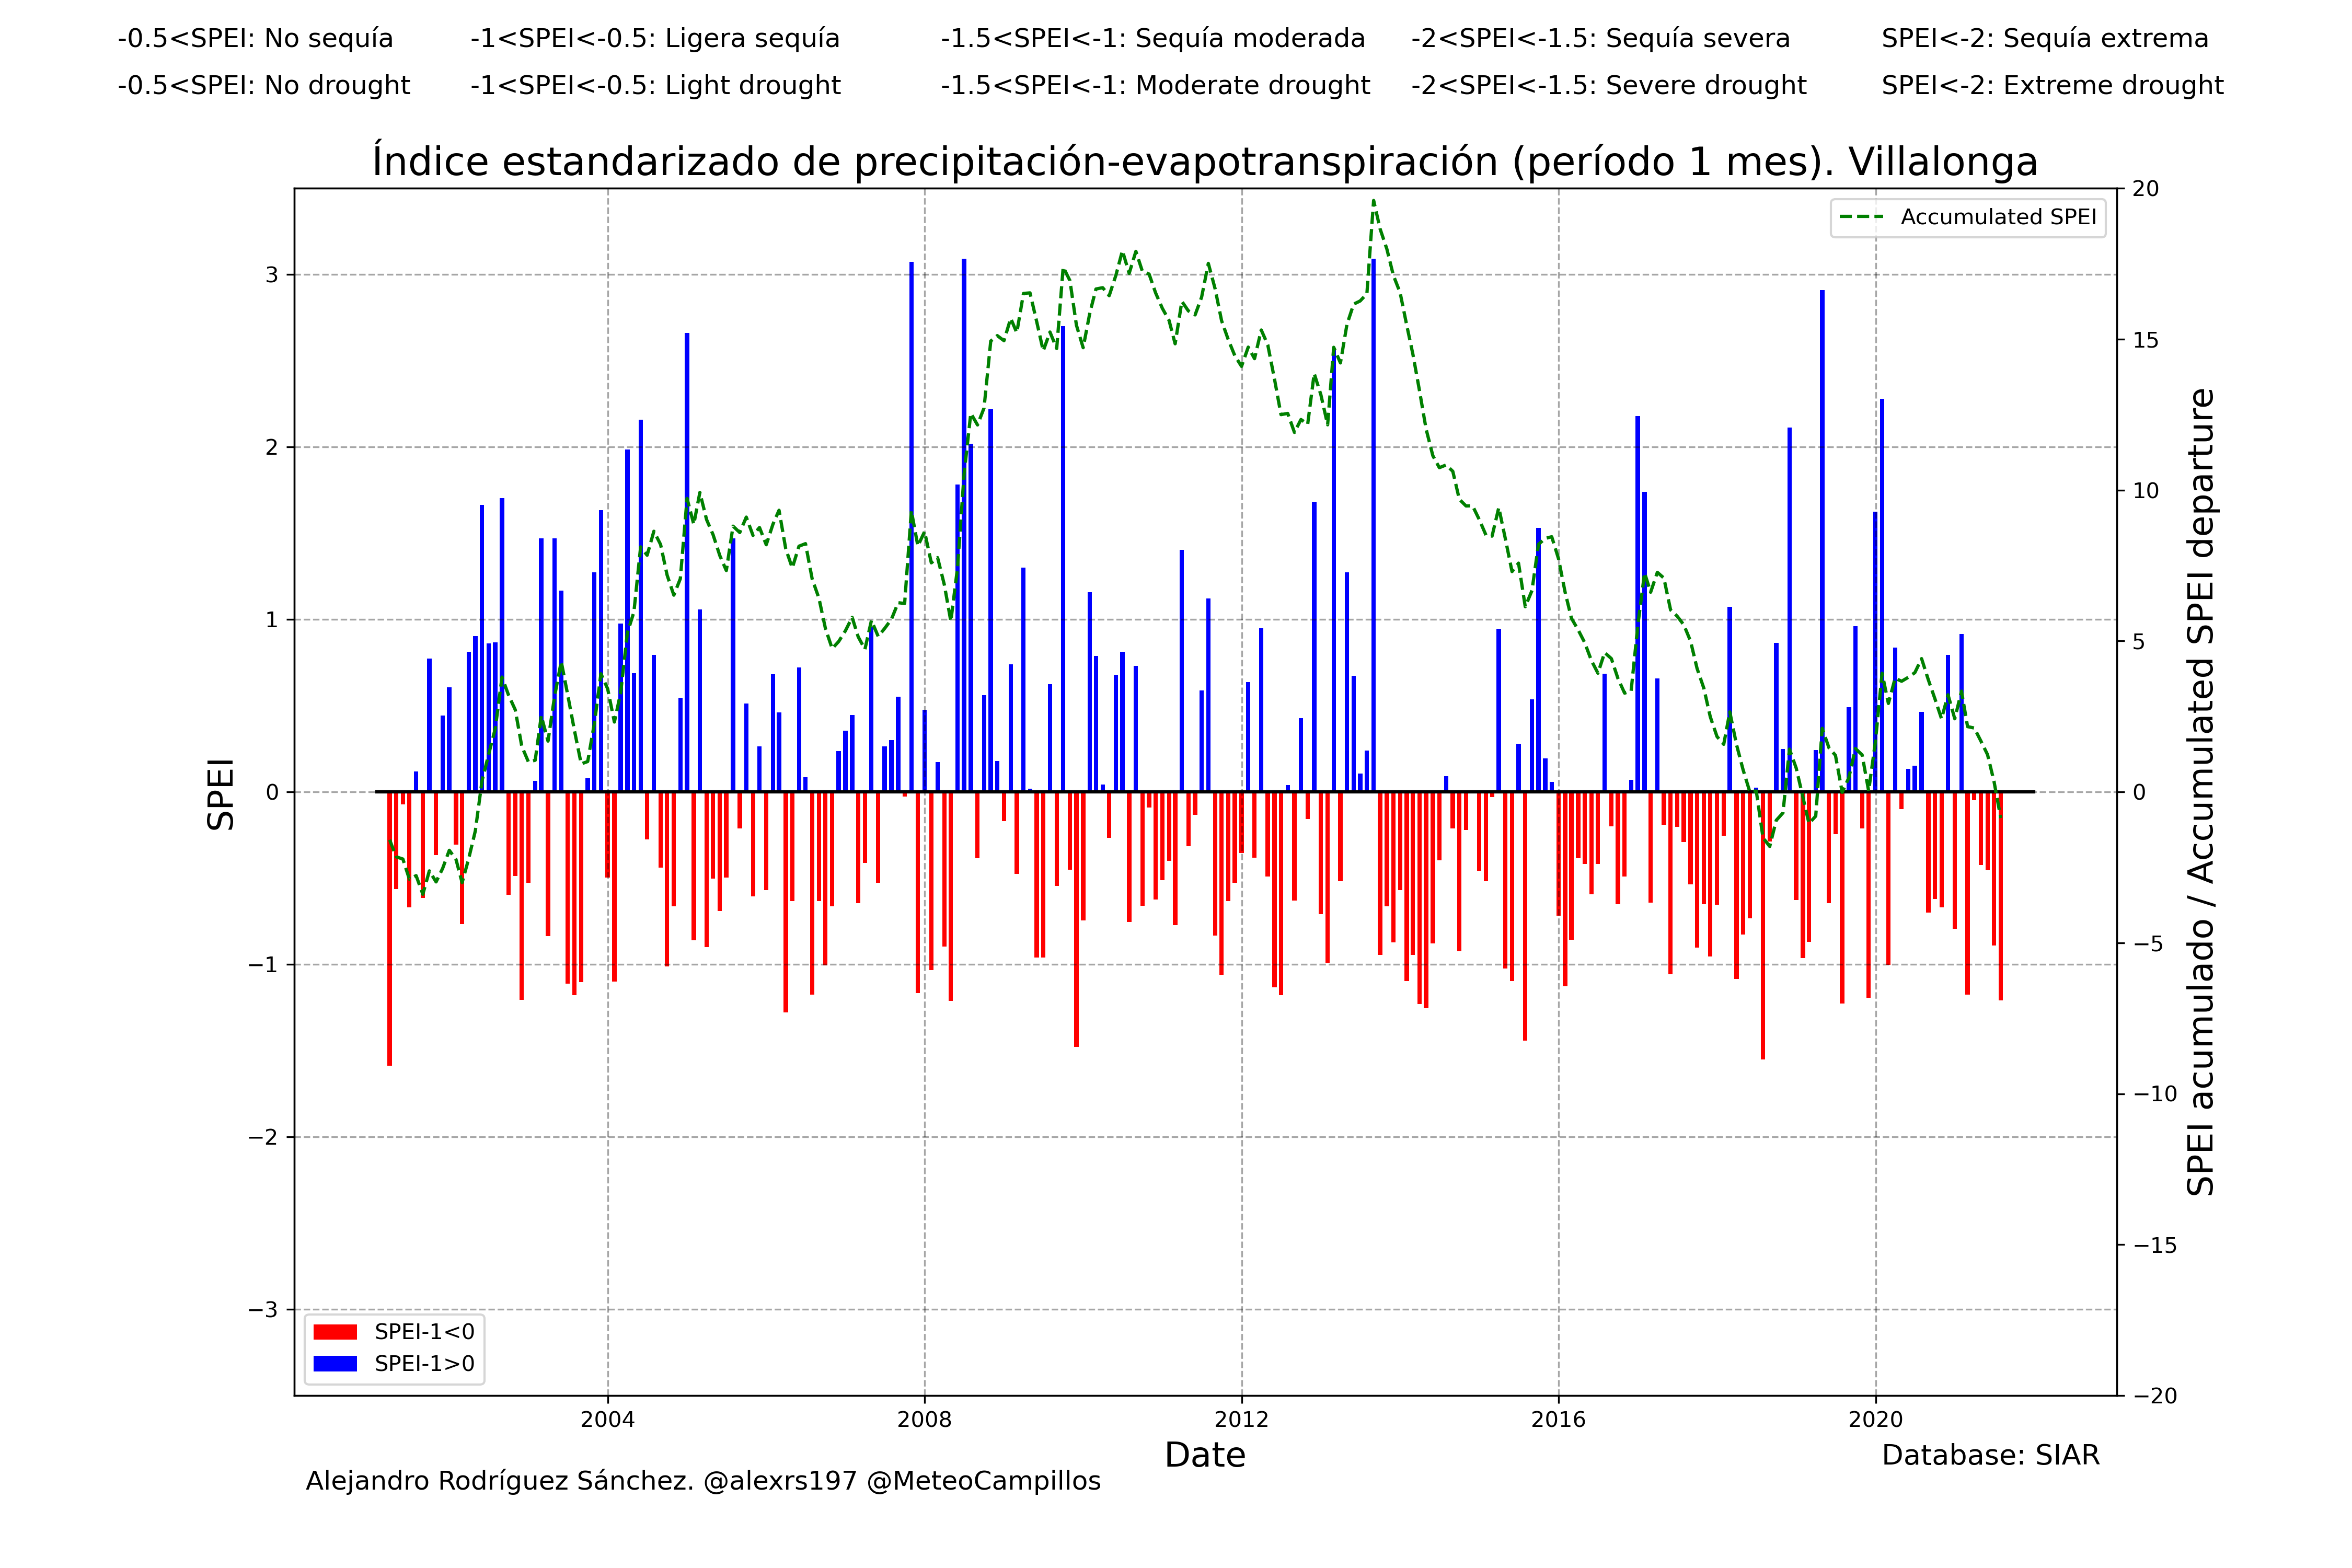 -0.5<SPEI: No sequía -1<SPEI<-0.5: Ligera sequía -1.5<SPEI<-1: Sequía moderada -2<SPEI<-1.5: Sequía severa SPEI<-2: Sequía extrema
-0.5<SPEI: No drought -1<SPEI<-0.5: Light drought -1.5<SPEI<-1: Moderate drought -2<SPEI<-1.5: Severe drought SPEI<-2: Extreme drought
Índice estandarizado de precipitación-evapotranspiración (período 1 mes). Villalonga
Accumulated SPEI
SPEI
3
2
1
0
−1
−2
−3
20
15
10
5
0
−5
−10
−15
−20
SPEI acumulado / Accumulated SPEI departure
SPEI-1<0
SPEI-1>0
2004 2008 2012 2016 2020
Date
Database: SIAR
Alejandro Rodríguez Sánchez. @alexrs197 @MeteoCampillos